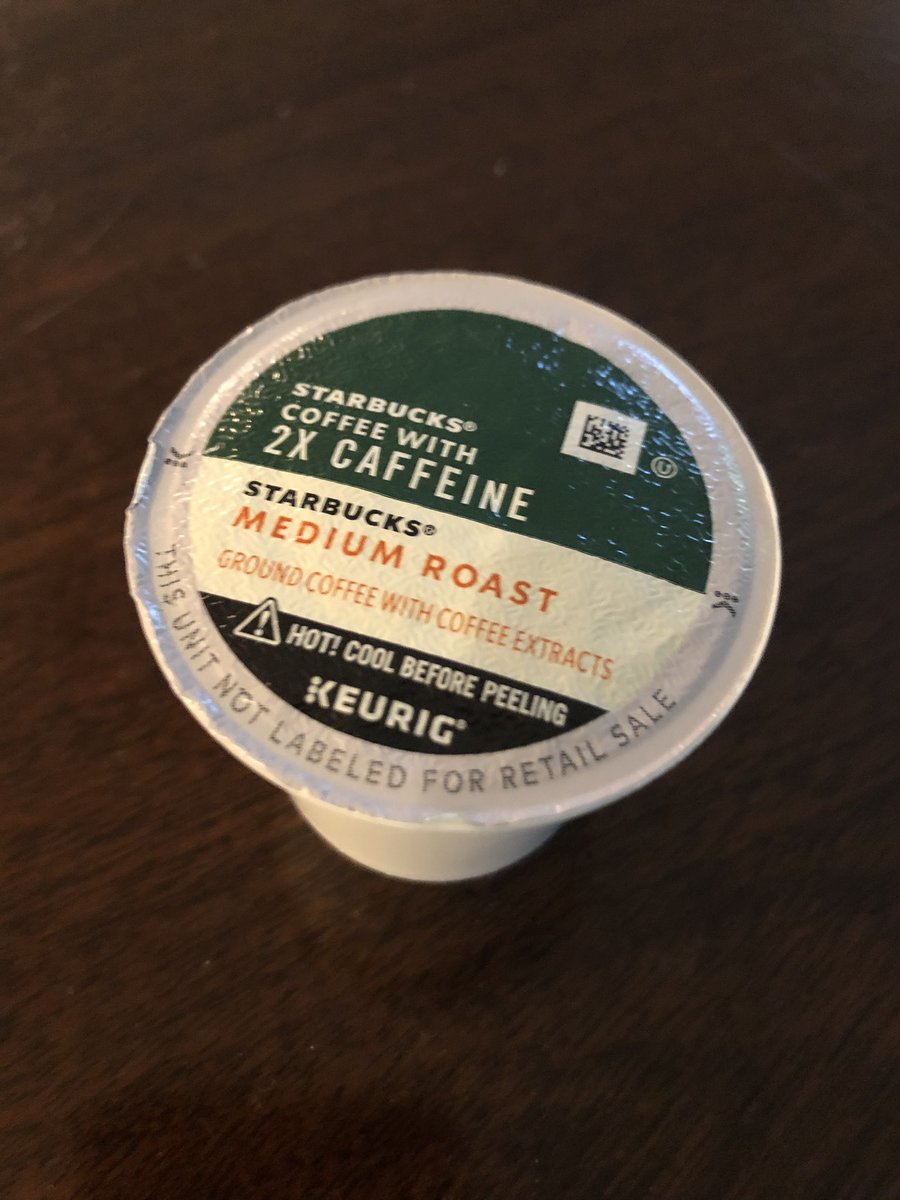 STARBUCKS®
COFFEE WITH
2X CAFFEINE
U
STARBUCKS®
MEDIUM ROAST
GROUND COFFEE WITH COFFEE EXTRACTS
HOT! COOL BEFORE PEELING
KEURIG®
THIS UNIT NOT LABELED FOR RETAIL SALE